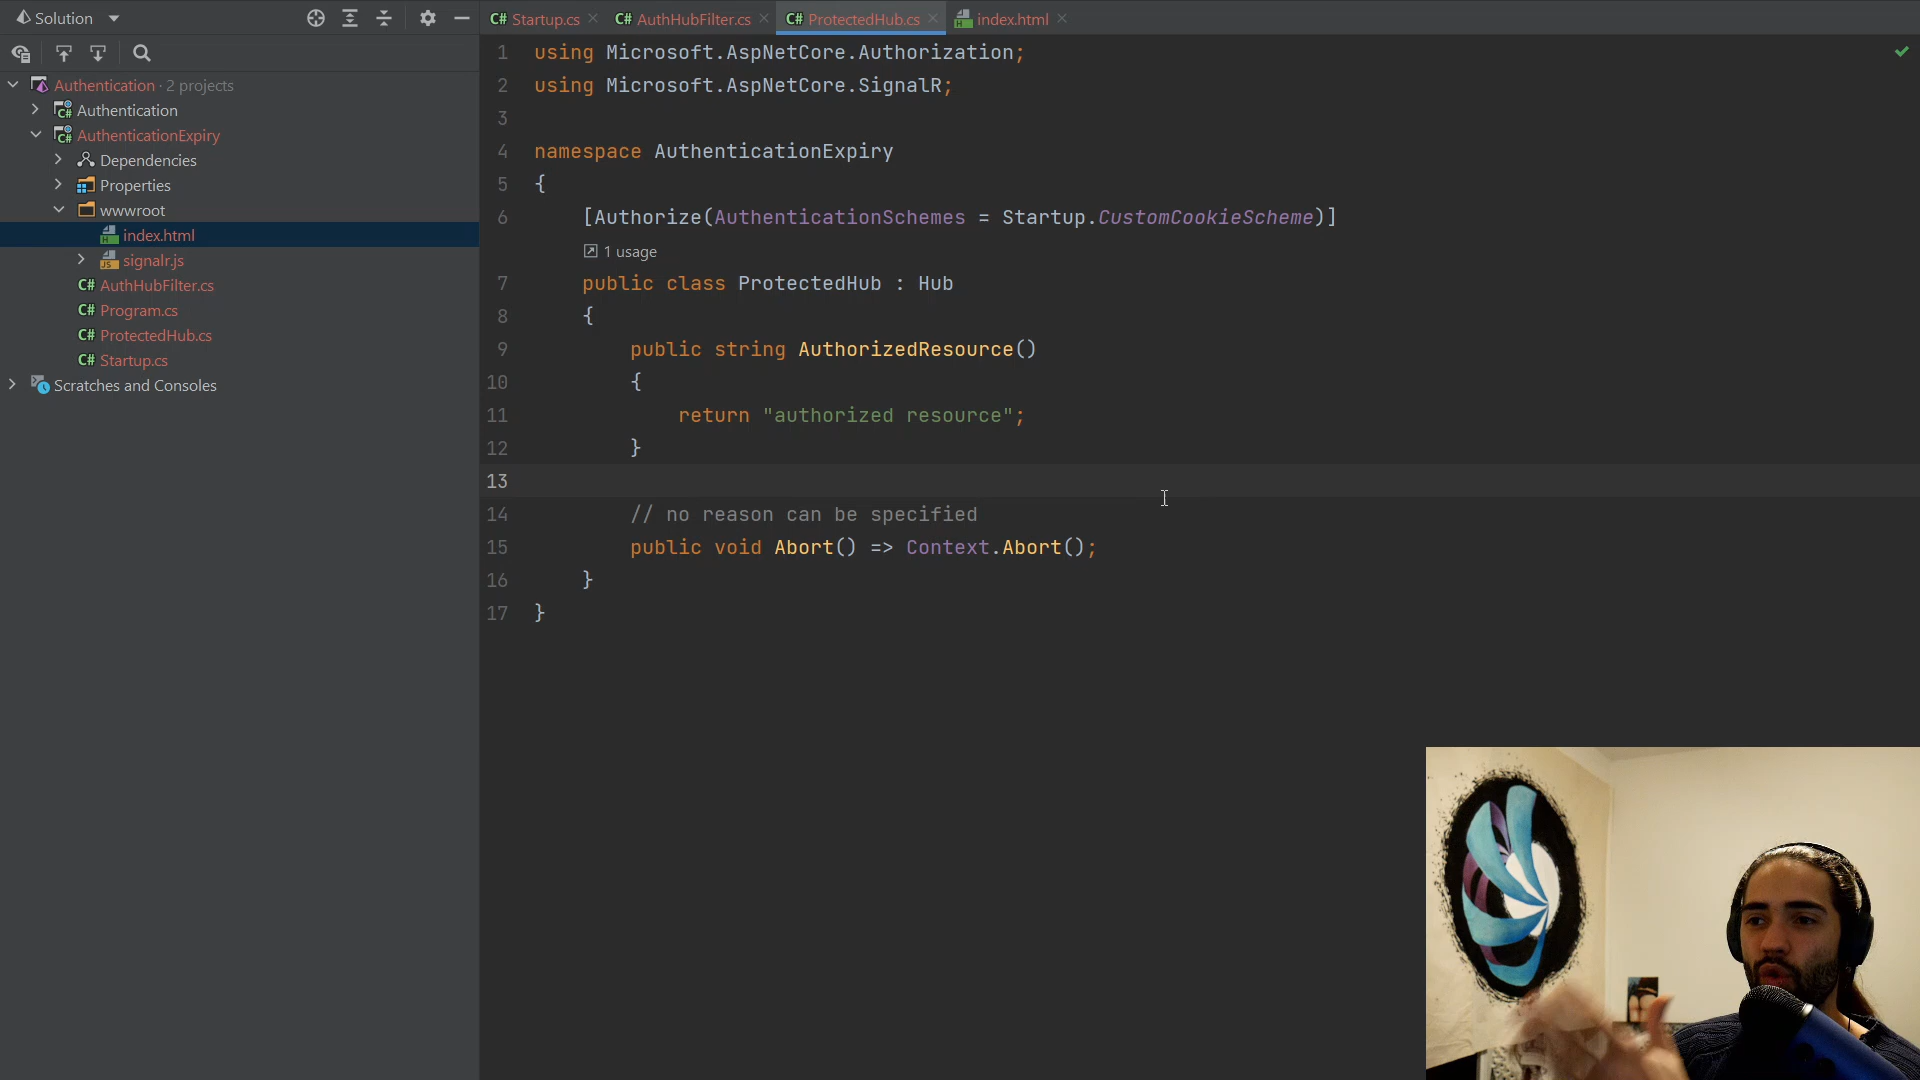 Solution
Authentication · 2 projects
Authentication
AuthenticationExpiry
Dependencies
Properties
wwwroot
index.html
signalr.js
C# AuthHubFilter.cs
C# Program.cs
C# ProtectedHub.cs
C# Startup.cs
Scratches and Consoles
C# Startup.cs
C# AuthHubFilter.cs
C# ProtectedHub.cs
index.html
1 using Microsoft.AspNetCore.Authorization;
2 using Microsoft.AspNetCore.SignalR;
3
4 namespace AuthenticationExpiry
5 {
6 [Authorize(AuthenticationSchemes = Startup.CustomCookieScheme)]
1 usage
7 public class ProtectedHub : Hub
8 {
9 public string AuthorizedResource()
10 {
11 return "authorized resource";
12 }
13
14 // no reason can be specified
15 public void Abort() => Context.Abort();
16 }
17 }